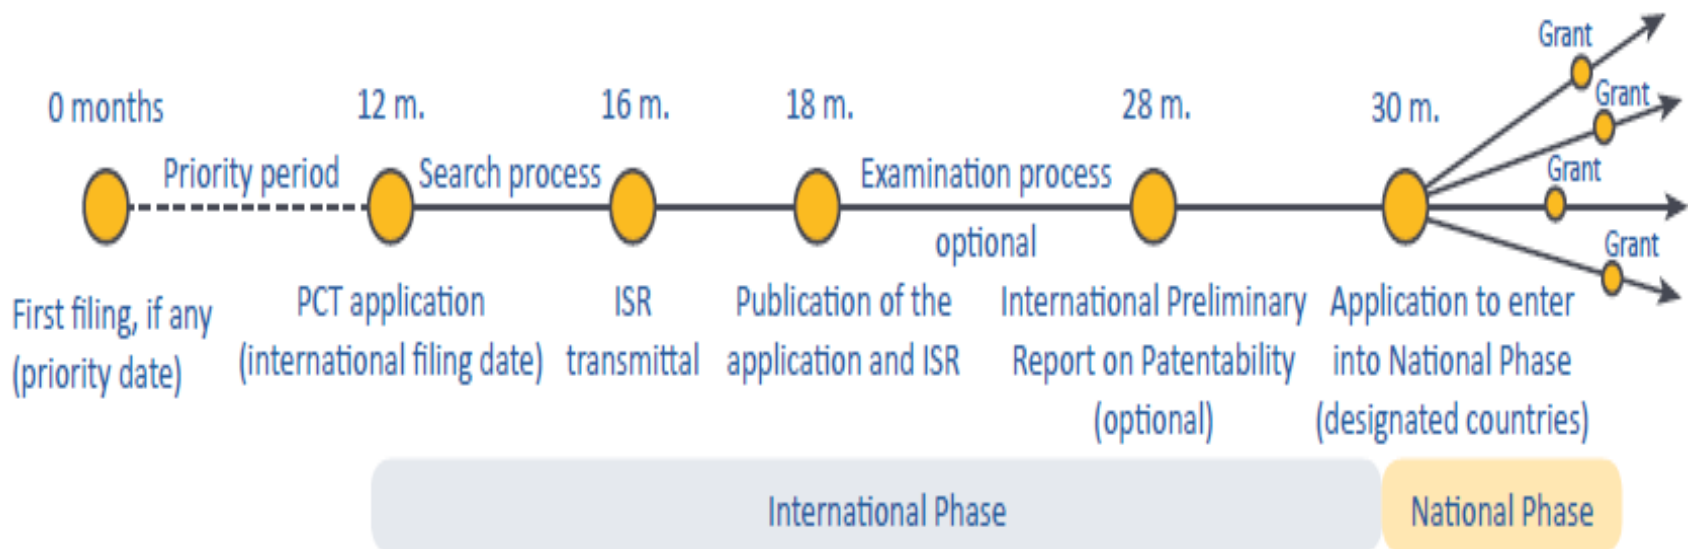 0 months
12 m.
16 m.
18 m.
28 m.
30 m.
Grant
Grant
Grant
Grant
Priority period
Search process
Examination process
optional
First filing, if any
(priority date)
PCT application
(international filing date)
ISR
transmittal
Publication of the
application and ISR
International Preliminary
Report on Patentability
(optional)
Application to enter
into National Phase
(designated countries)
International Phase
National Phase